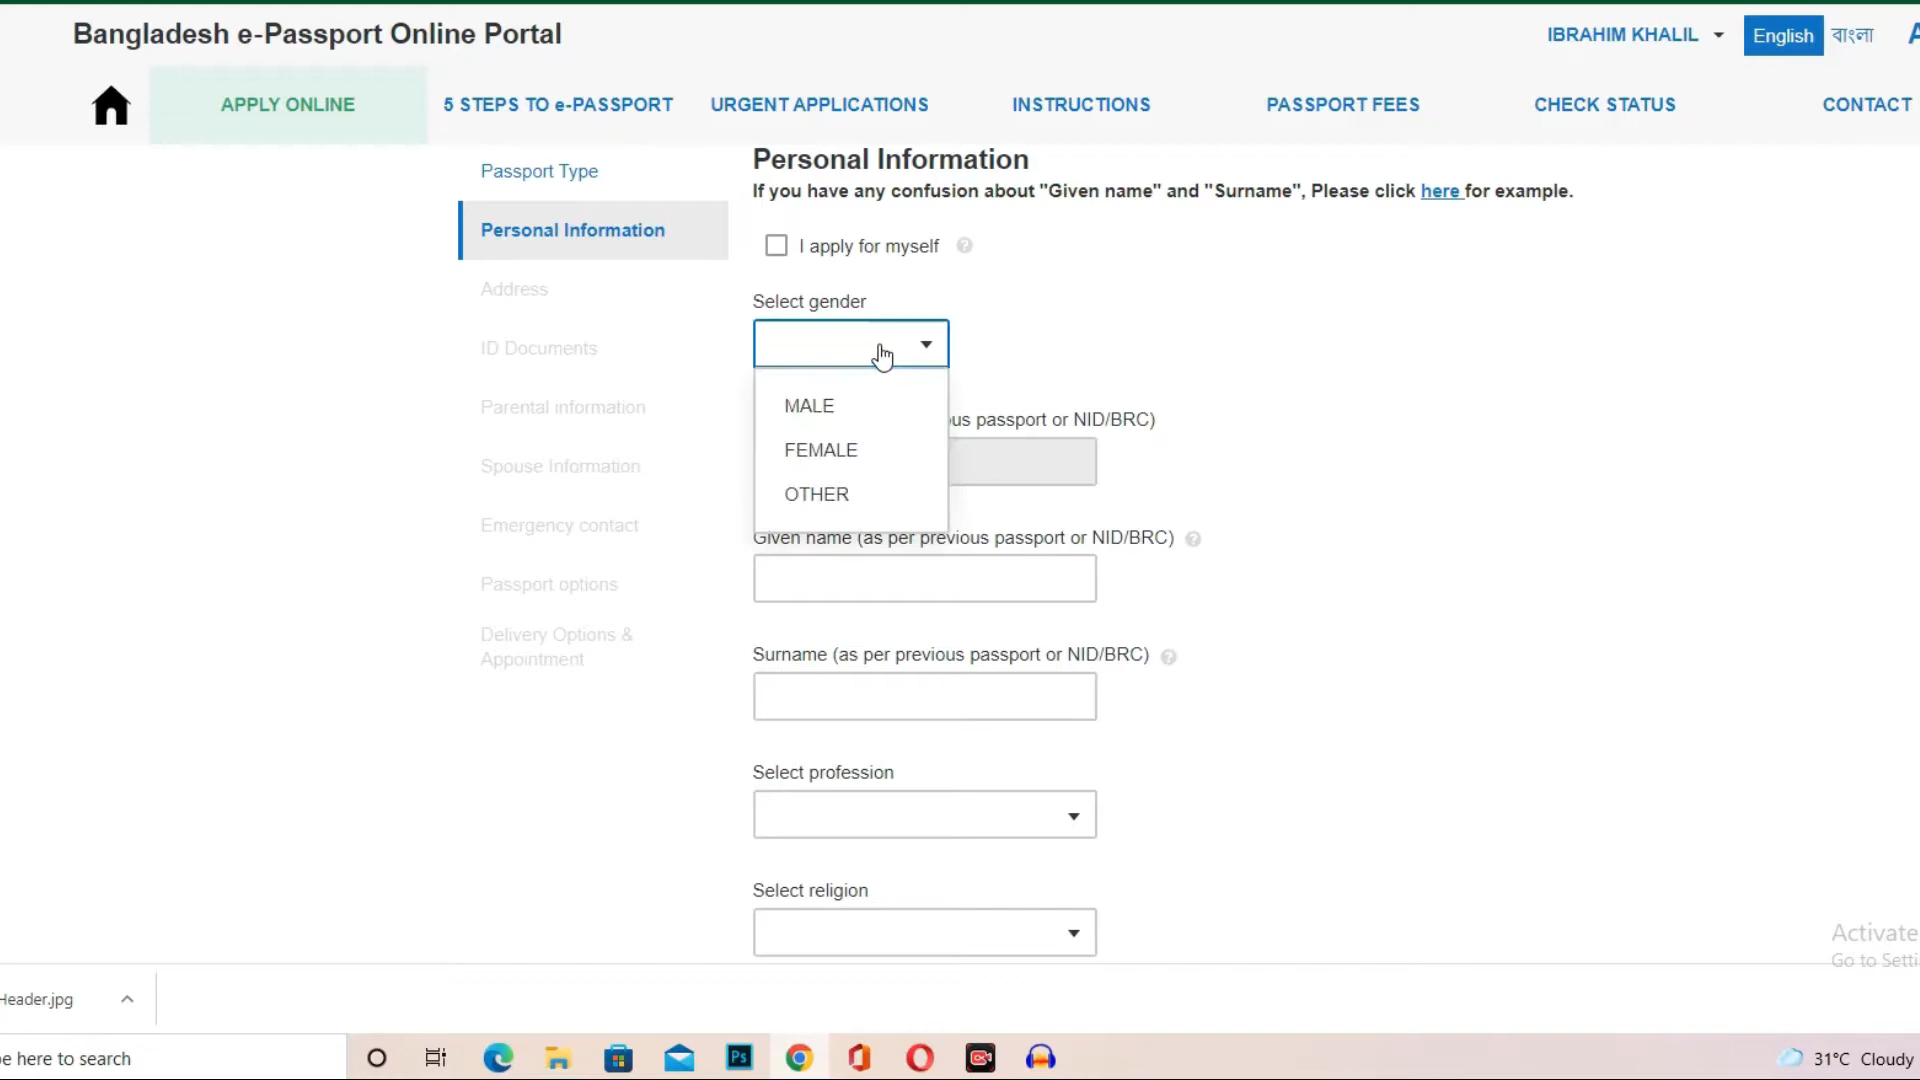 Bangladesh e-Passport Online Portal
IBRAHIM KHALIL
English
বাংলা
APPLY ONLINE
5 STEPS TO e-PASSPORT
URGENT APPLICATIONS
INSTRUCTIONS
PASSPORT FEES
CHECK STATUS
CONTACT
Passport Type
Personal Information
Address
ID Documents
Parental information
Spouse Information
Emergency contact
Passport options
Delivery Options &
Appointment
Personal Information
If you have any confusion about "Given name" and "Surname", Please click here for example.
I apply for myself
Select gender
MALE
FEMALE
OTHER
passport or NID/BRC)
Given name (as per previous passport or NID/BRC)
Surname (as per previous passport or NID/BRC)
Select profession
Select religion
Activate
Go to
Header.jpg
here to search
Ps
31°C Cloudy